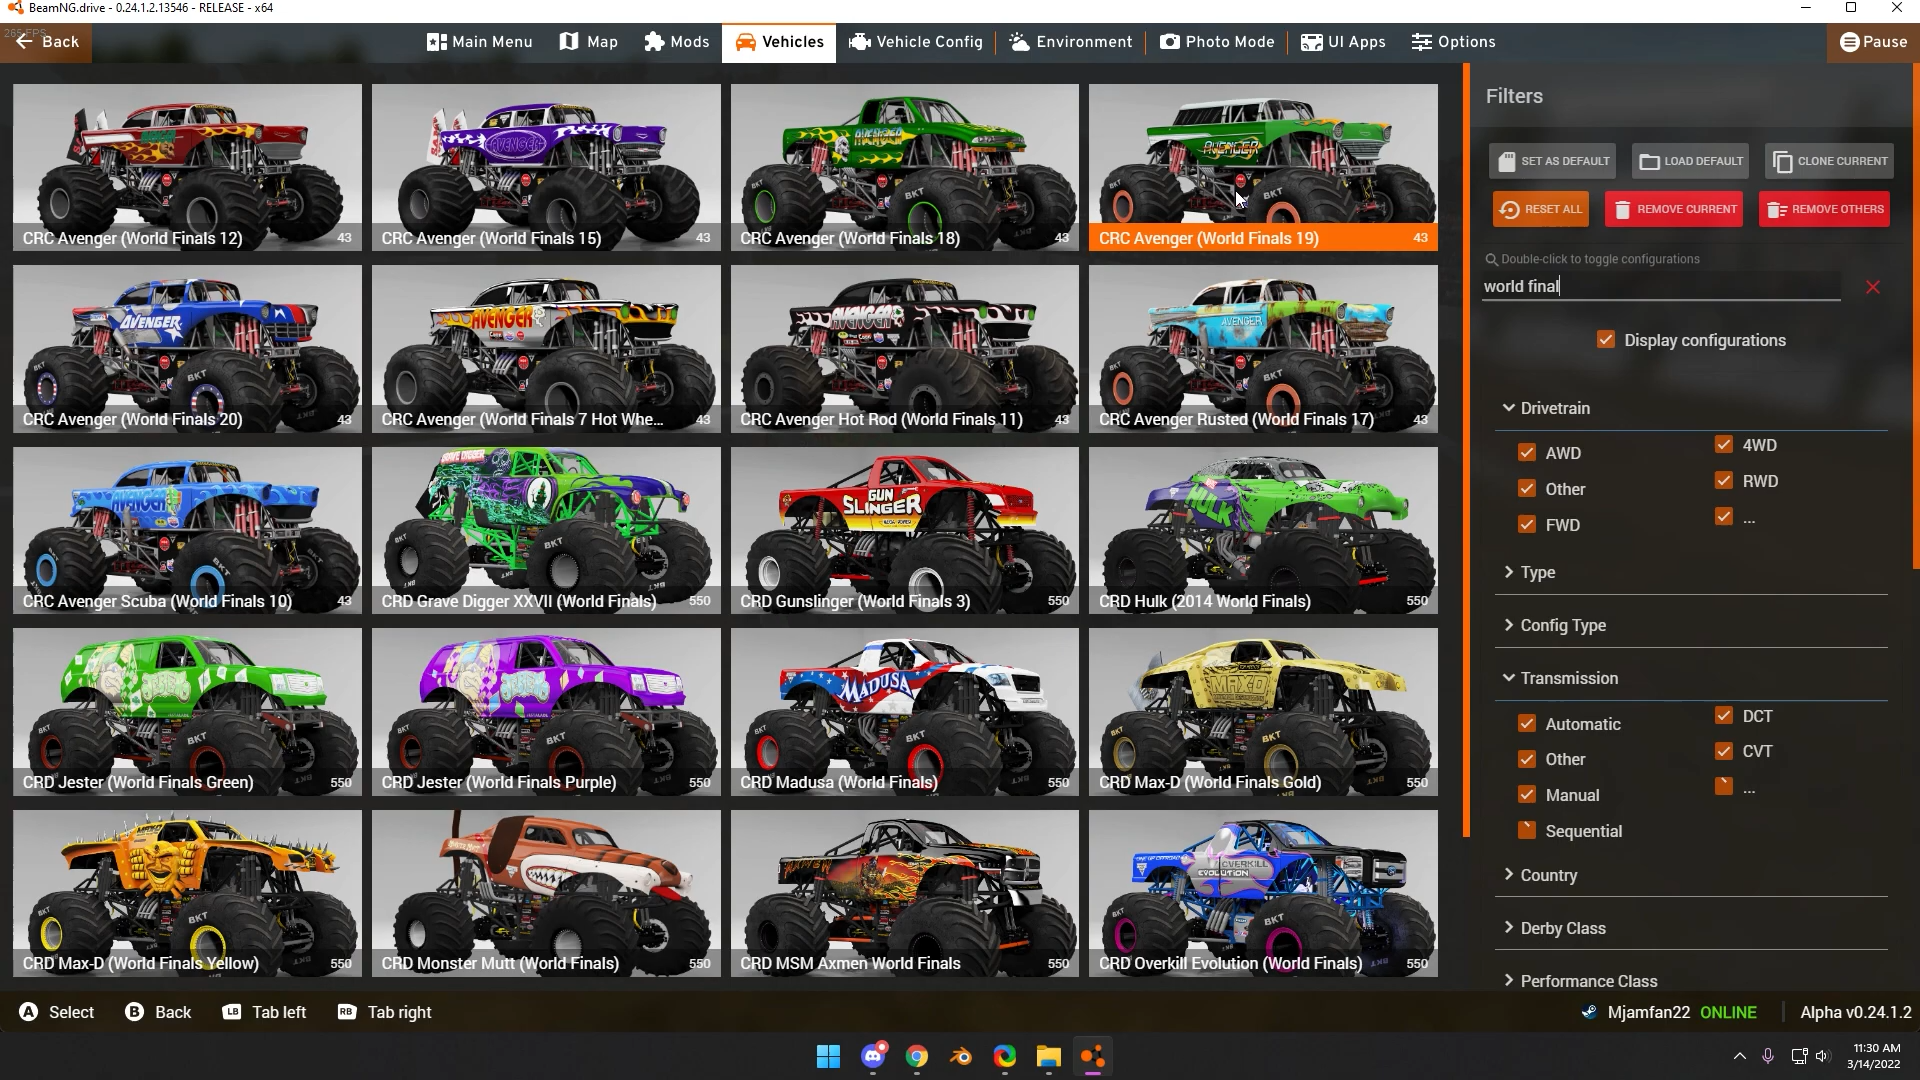 BeamNG.drive - 0.24.1.2.13546 - RELEASE - x64
265 FPS
Back
Main Menu
Map
Mods
Vehicles
Vehicle Config
Environment
Photo Mode
UI Apps
Options
Pause
CRC Avenger (World Finals 12) 43
CRC Avenger (World Finals 15) 43
CRC Avenger (World Finals 18) 43
CRC Avenger (World Finals 19) 43
CRC Avenger (World Finals 20) 43
CRC Avenger (World Finals 7 Hot Whe... 43
CRC Avenger Hot Rod (World Finals 11) 43
CRC Avenger Rusted (World Finals 17) 43
CRC Avenger Scuba (World Finals 10) 43
CRD Grave Digger XXVII (World Finals) 550
CRD Gunslinger (World Finals 3) 550
CRD Hulk (2014 World Finals) 550
CRD Jester (World Finals Green) 550
CRD Jester (World Finals Purple) 550
CRD Madusa (World Finals) 550
CRD Max-D (World Finals Gold) 550
CRD Max-D (World Finals Yellow) 550
CRD Monster Mutt (World Finals) 550
CRD MSM Axmen World Finals 550
CRD Overkill Evolution (World Finals) 550
Filters
SET AS DEFAULT
LOAD DEFAULT
CLONE CURRENT
RESET ALL
REMOVE CURRENT
REMOVE OTHERS
Double-click to toggle configurations
world final
Display configurations
Drivetrain
AWD
4WD
Other
RWD
FWD
...
Type
Config Type
Transmission
Automatic
DCT
Other
CVT
Manual
...
Sequential
Country
Derby Class
Performance Class
A Select
B Back
LB Tab left
RB Tab right
Mjamfan22 ONLINE
Alpha v0.24.1.2
11:30 AM
3/14/2022